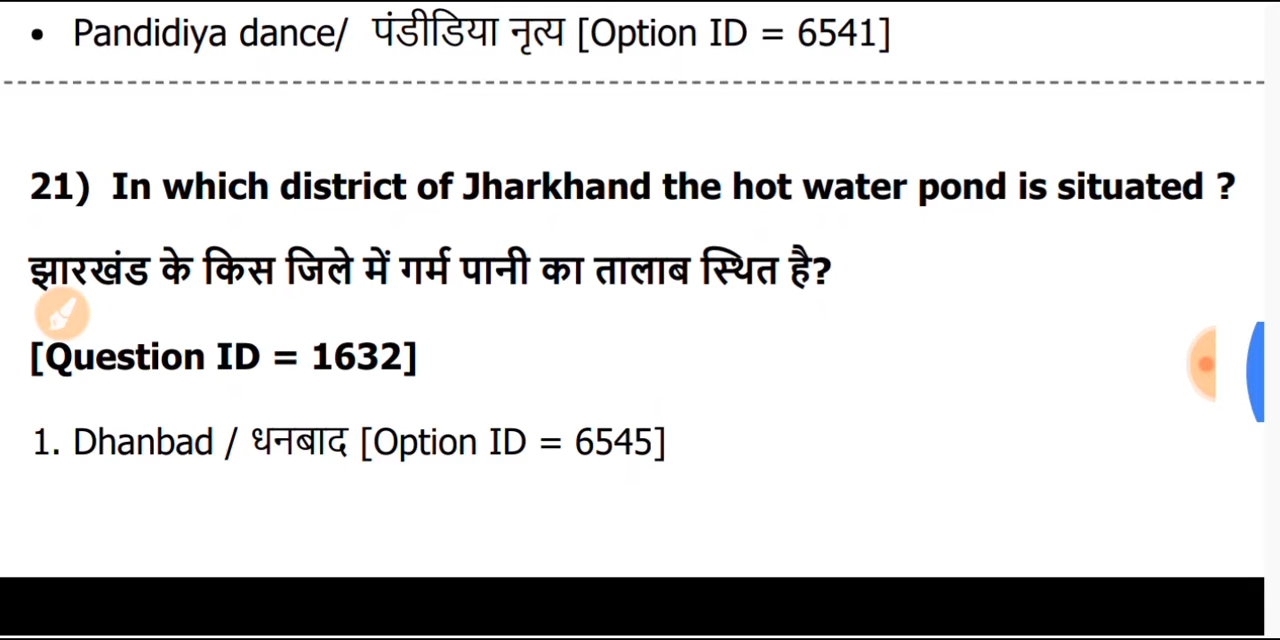 • Pandidiya dance/ पंडीडिया नृत्य [Option ID = 6541]
21) In which district of Jharkhand the hot water pond is situated ?
झारखंड के किस जिले में गर्म पानी का तालाब स्थित है?
[Question ID = 1632]
1. Dhanbad / धनबाद [Option ID = 6545]